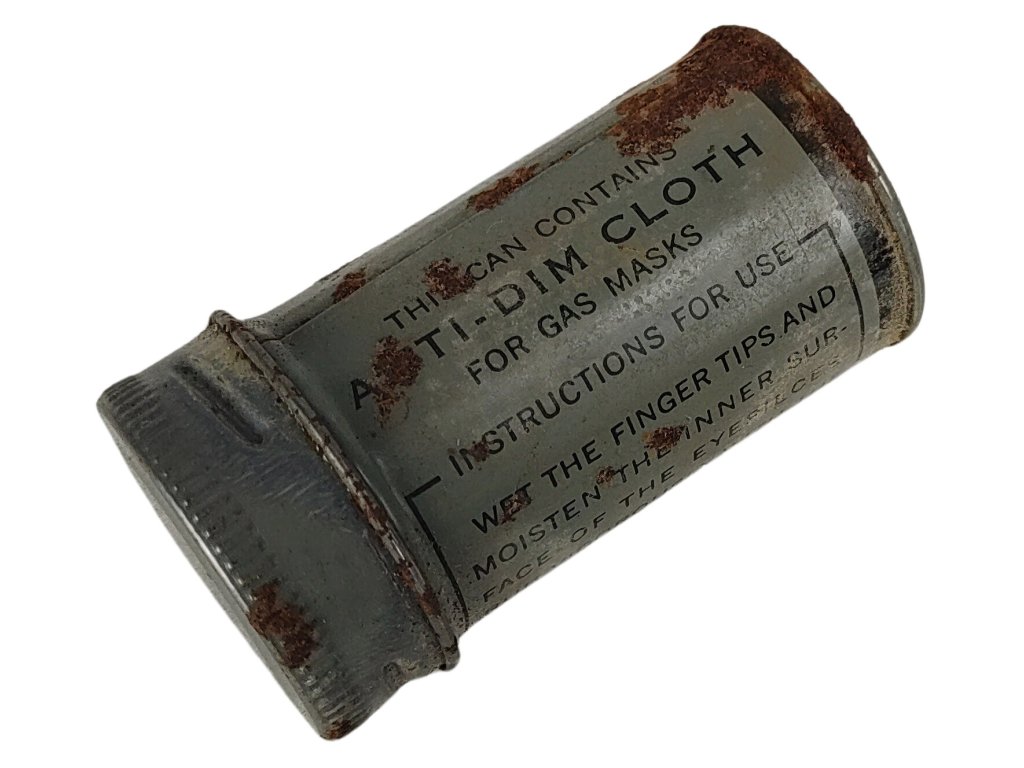 THIS CAN CONTAINS
ANTI-DIM CLOTH
FOR GAS MASKS
INSTRUCTIONS FOR USE
WET THE FINGER TIPS AND
MOISTEN THE INNER SUR-
FACE OF THE EYEPIECES